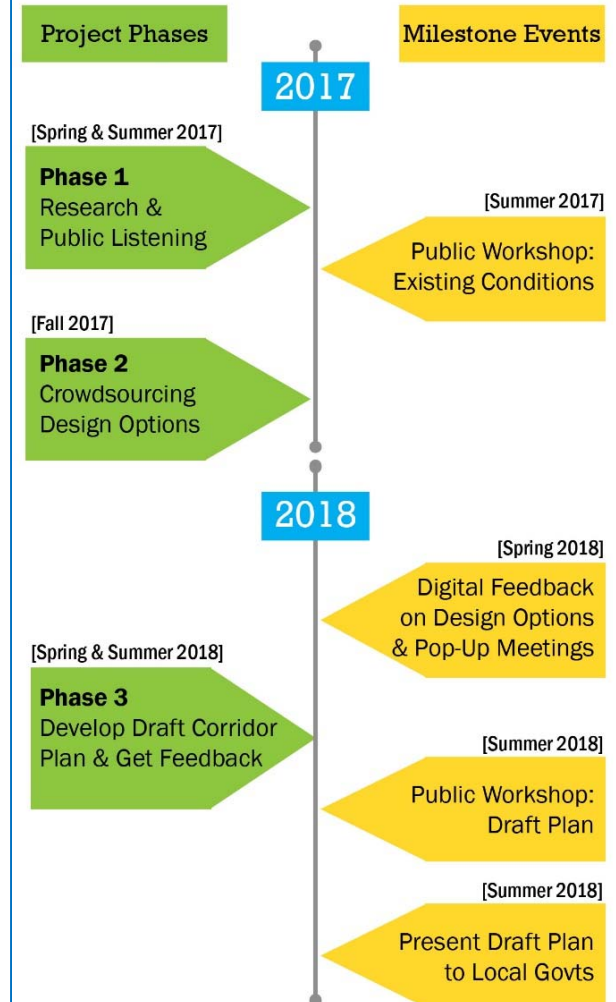 Project Phases
Milestone Events
2017
[Spring & Summer 2017]
Phase 1
Research &
Public Listening
[Summer 2017]
Public Workshop:
Existing Conditions
[Fall 2017]
Phase 2
Crowdsourcing
Design Options
2018
[Spring 2018]
Digital Feedback
on Design Options
& Pop-Up Meetings
[Spring & Summer 2018]
Phase 3
Develop Draft Corridor
Plan & Get Feedback
[Summer 2018]
Public Workshop:
Draft Plan
[Summer 2018]
Present Draft Plan
to Local Govts